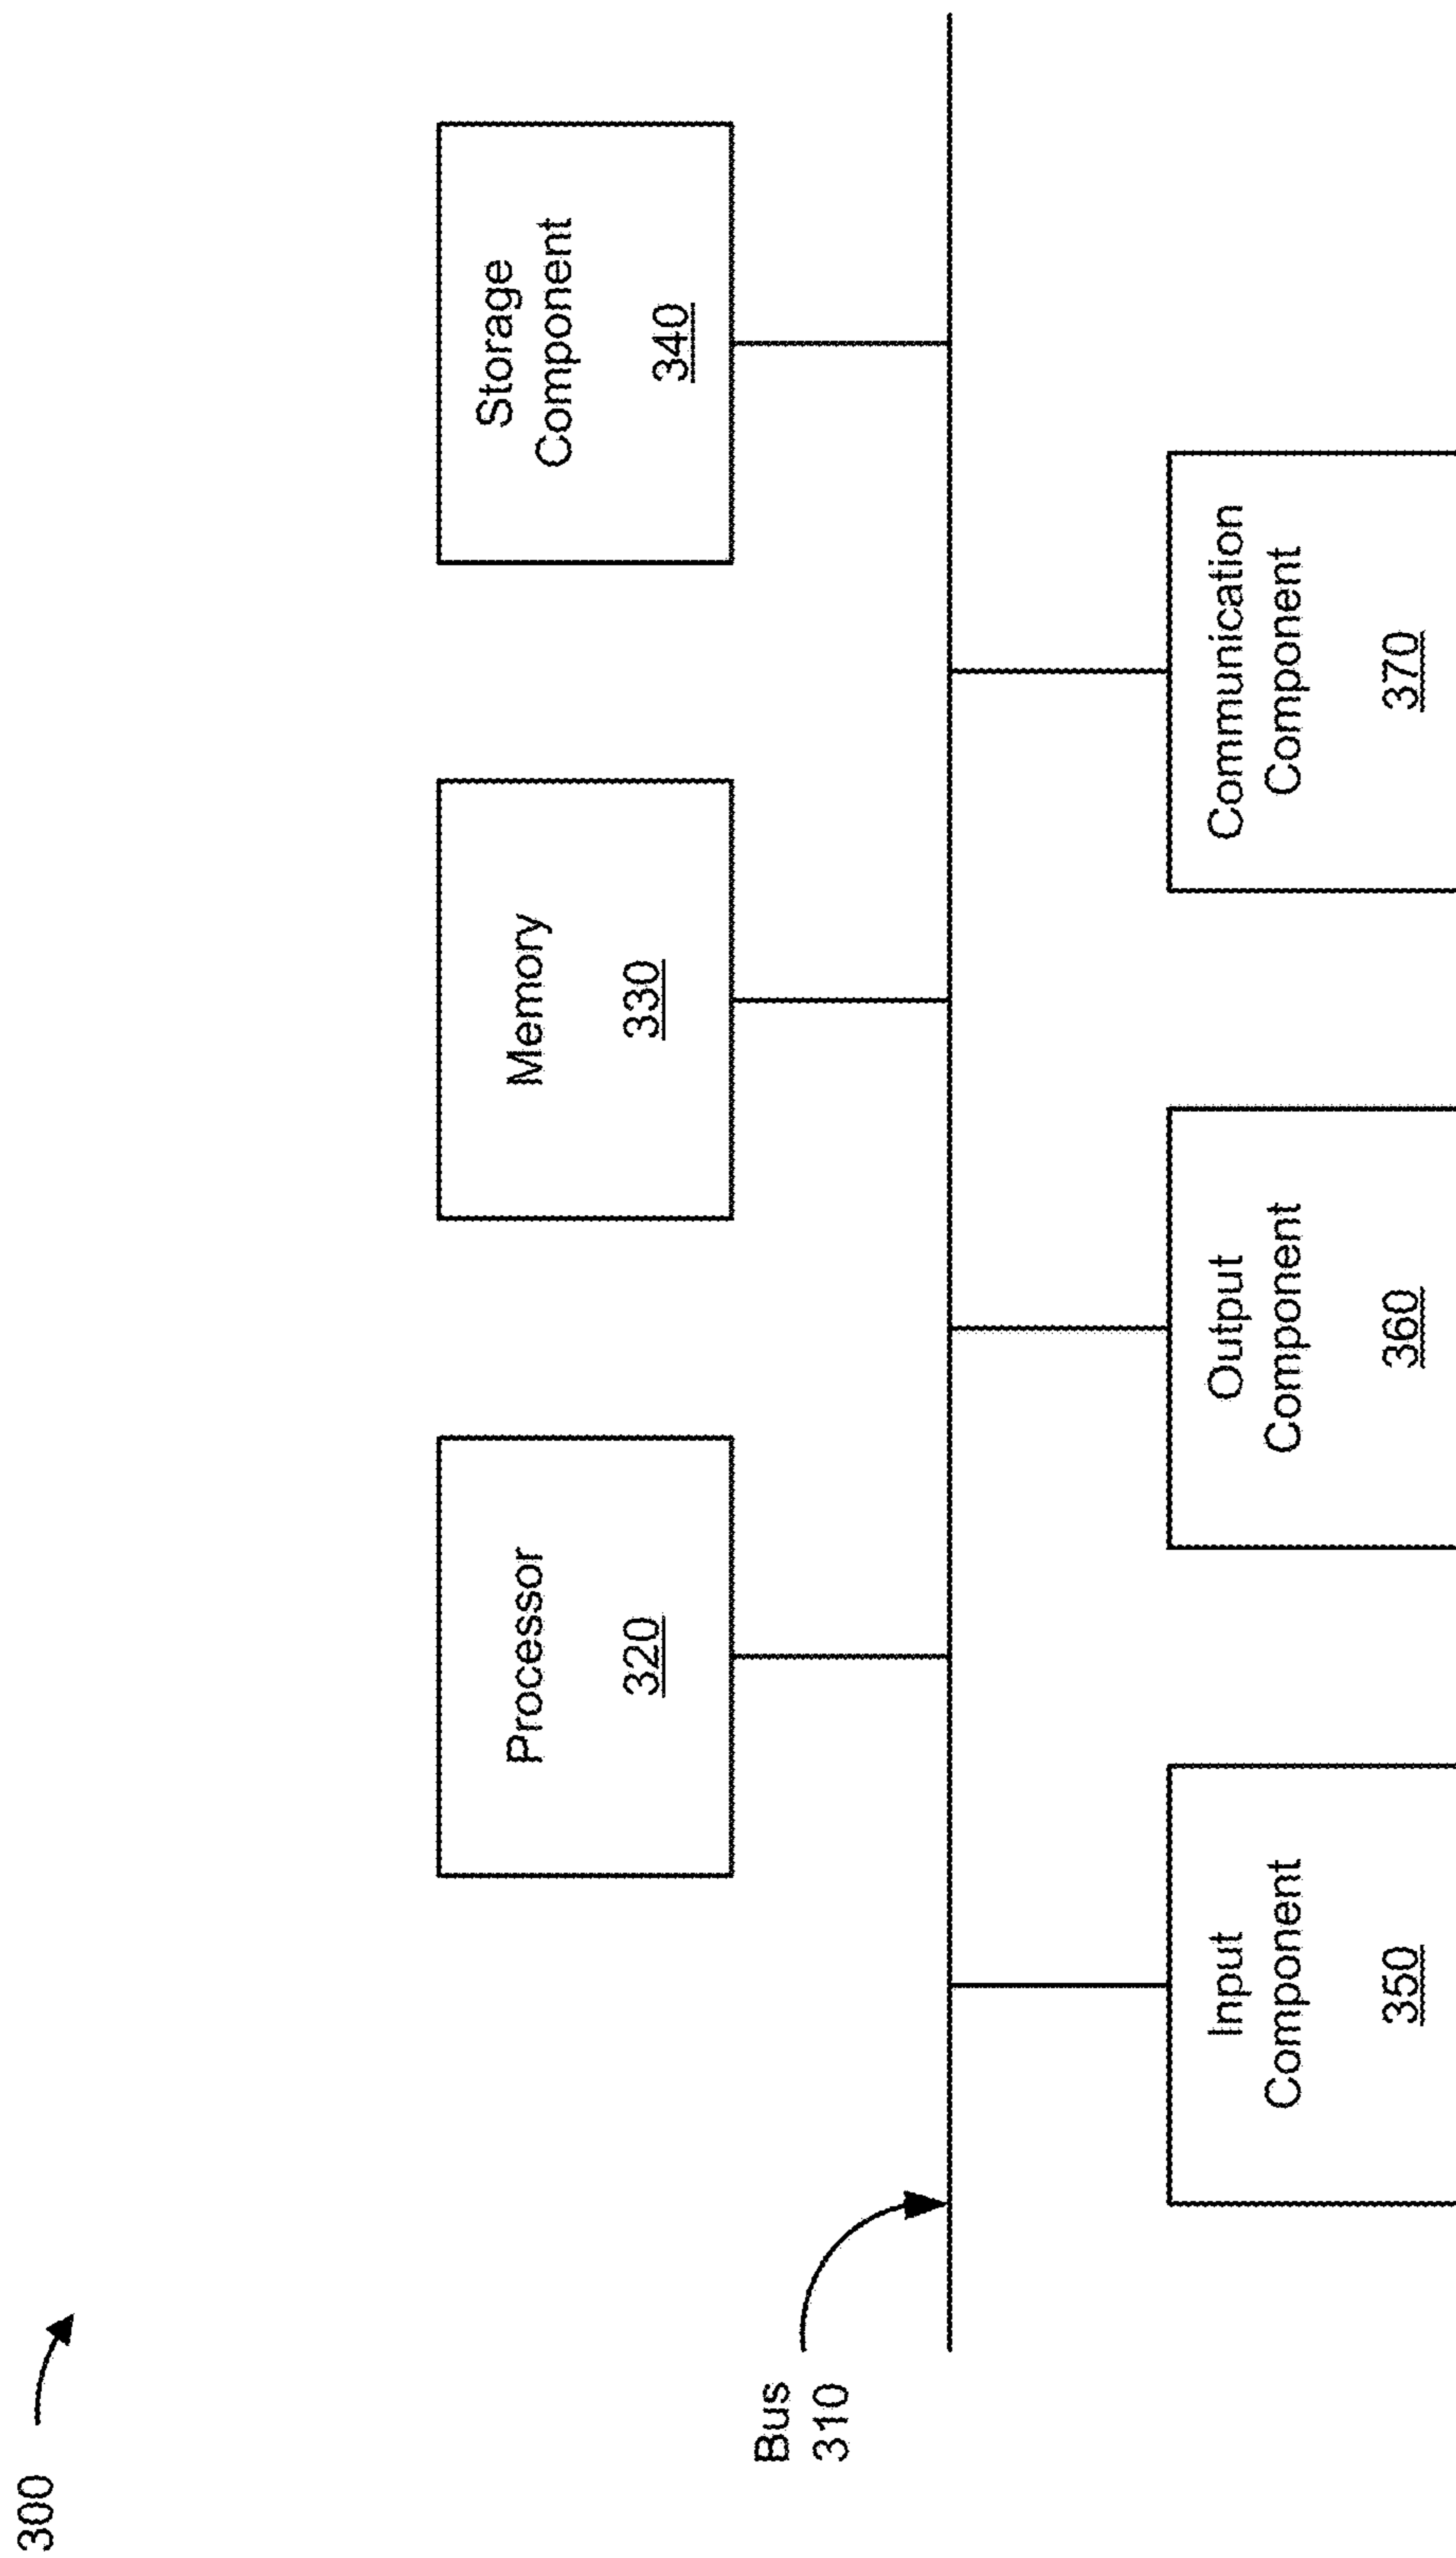 300
Processor
320
Memory
330
Storage
Component
340
Bus
310
Input
Component
350
Output
Component
360
Communication
Component
370